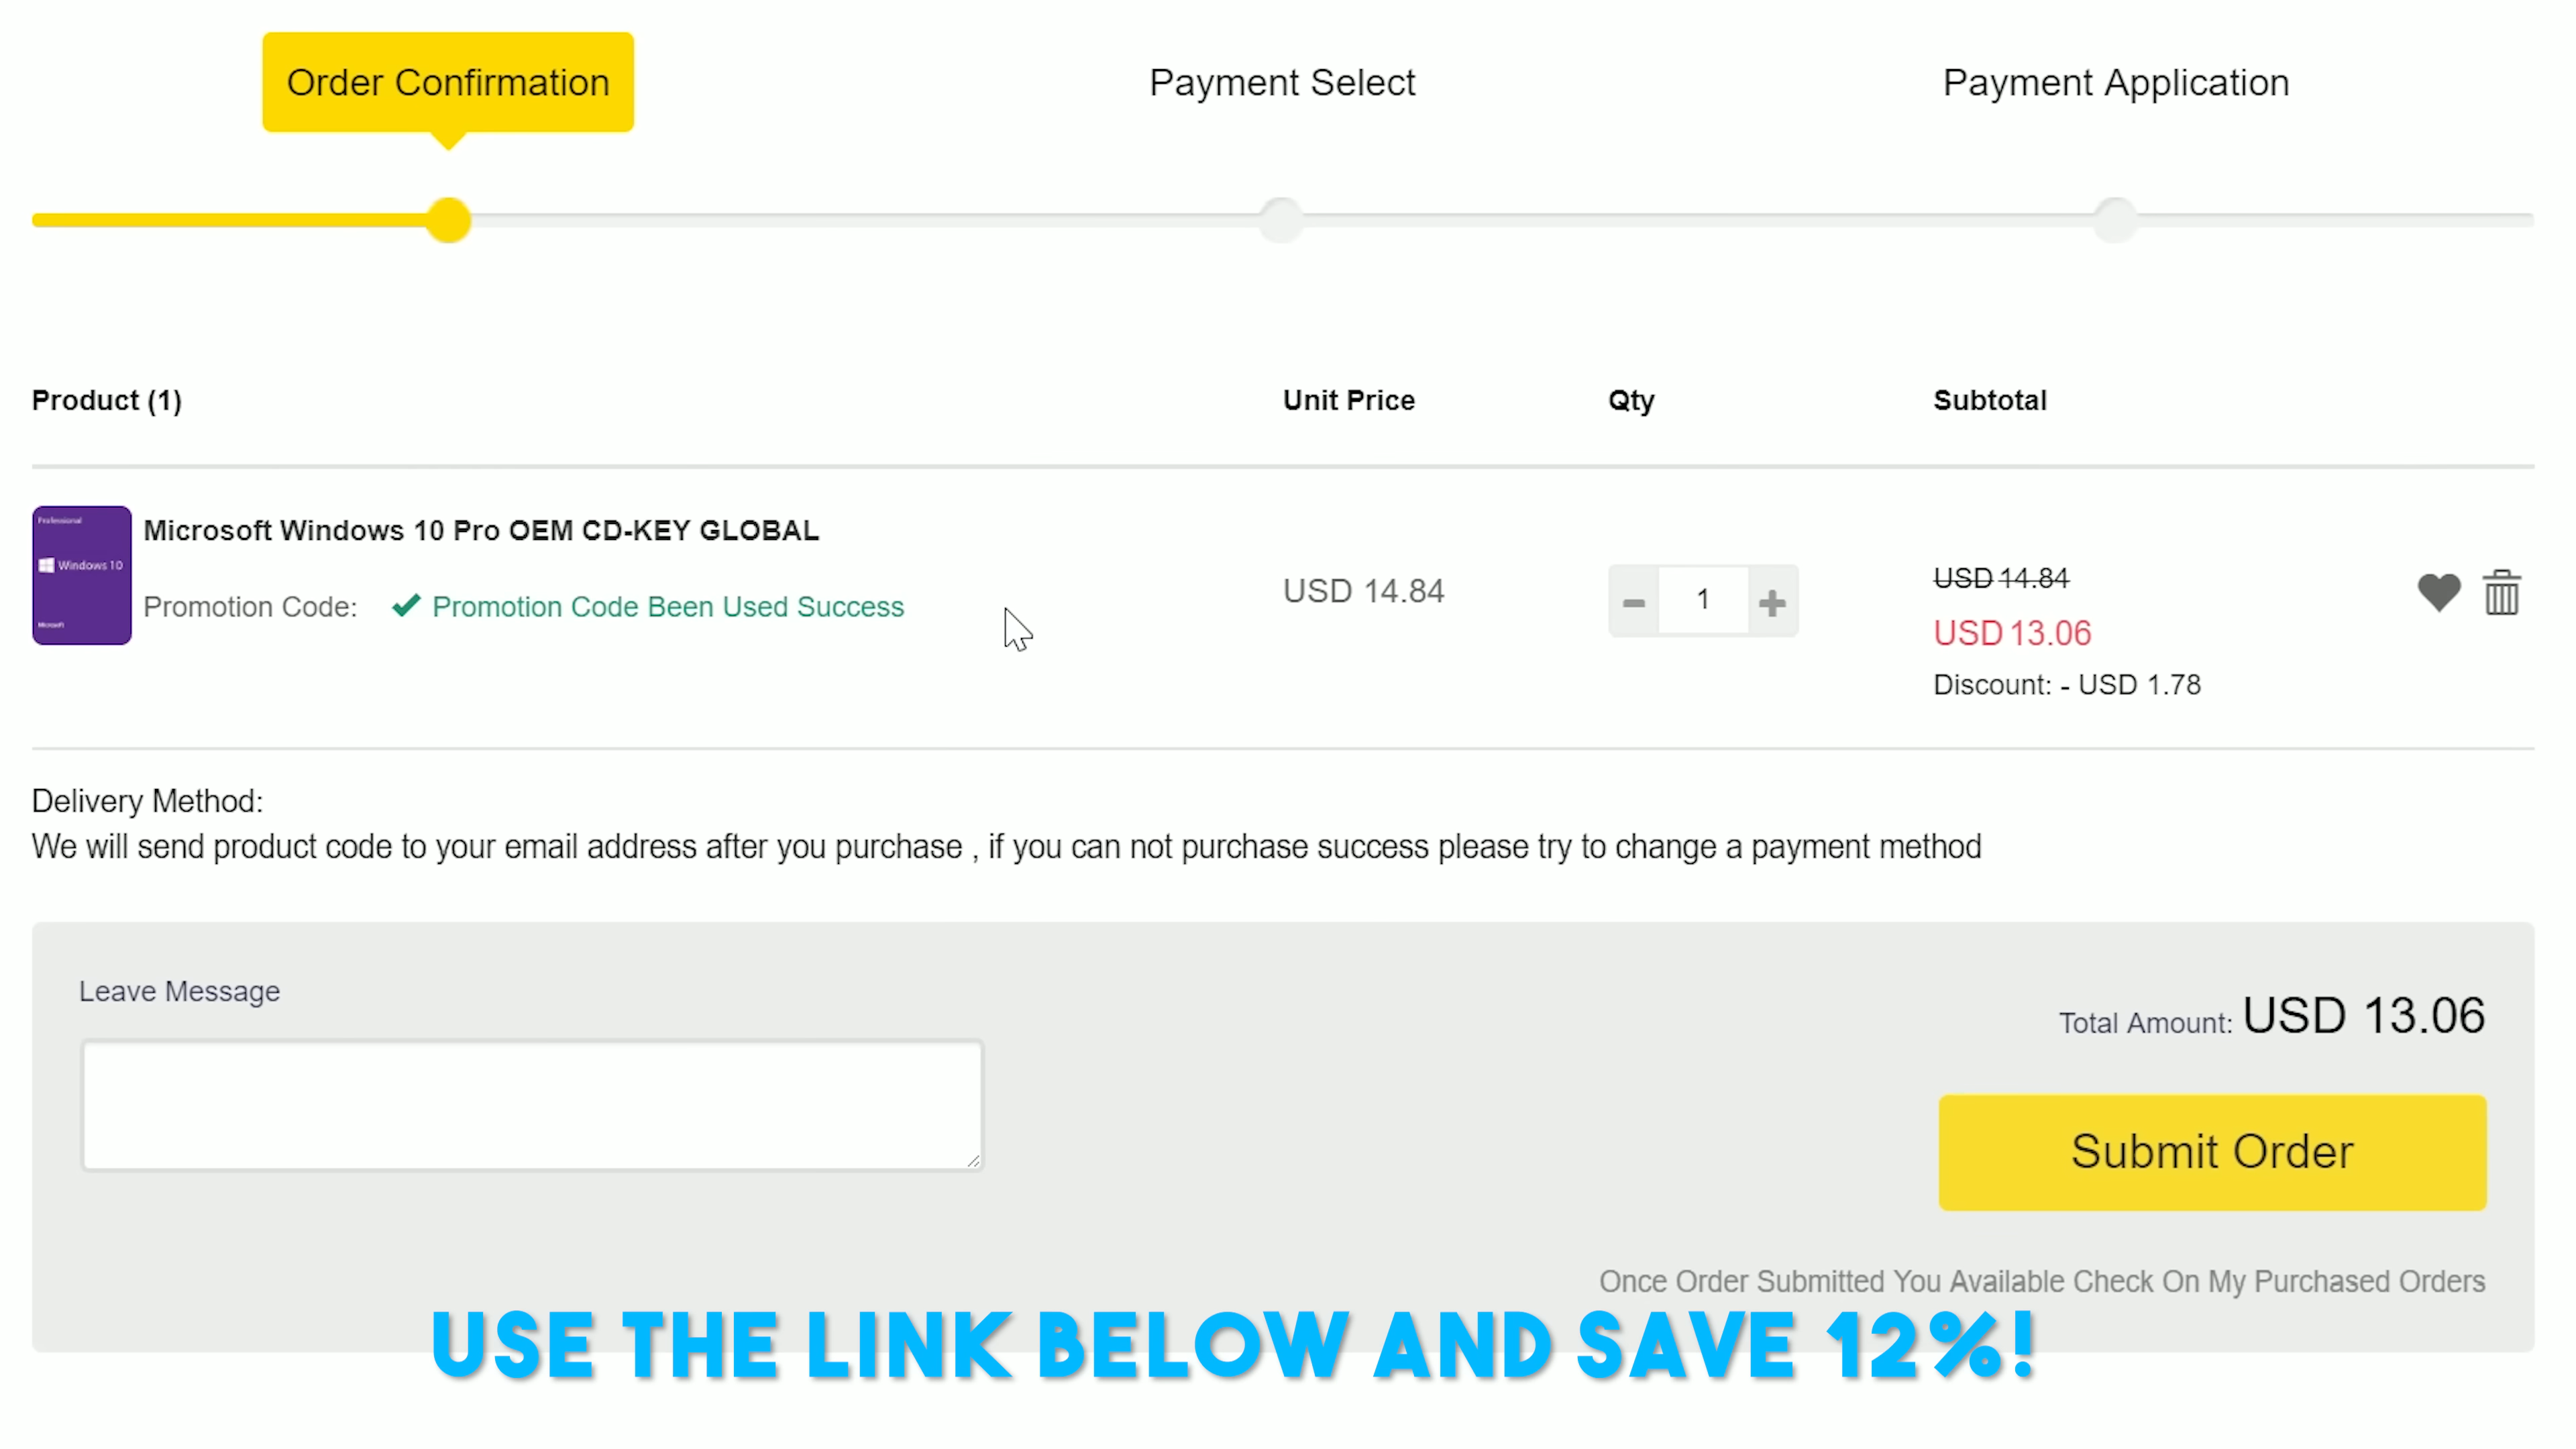 Order Confirmation
Payment Select
Payment Application
Product (1)
Unit Price
Qty
Subtotal
Professional
Windows 10
Microsoft
Microsoft Windows 10 Pro OEM CD-KEY GLOBAL
Promotion Code: ✔ Promotion Code Been Used Success
USD 14.84
1
USD 14.84
USD 13.06
Discount: - USD 1.78
Delivery Method:
We will send product code to your email address after you purchase , if you can not purchase success please try to change a payment method
Leave Message
Total Amount: USD 13.06
Submit Order
Once Order Submitted You Available Check On My Purchased Orders
USE THE LINK BELOW AND SAVE 12%!